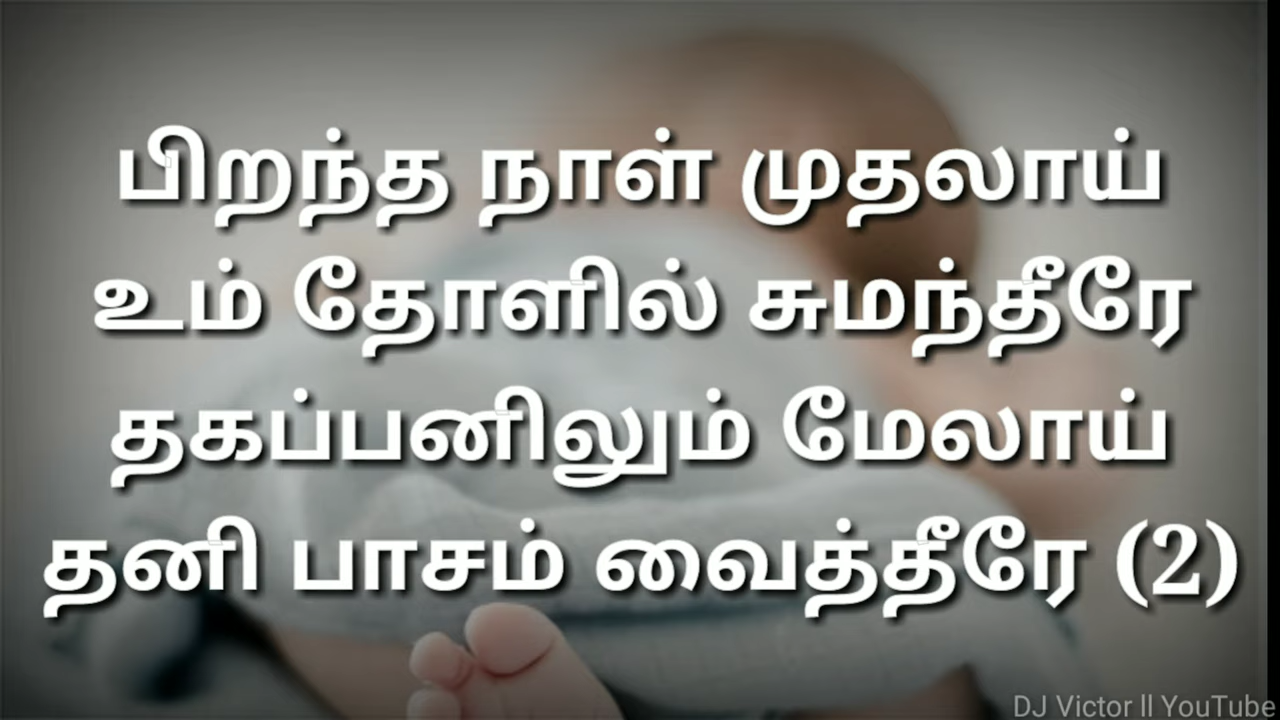 பிறந்த நாள் முதலாய்
உம் தோளில் சுமந்தீரே
தகப்பனிலும் மேலாய்
தனி பாசம் வைத்தீரே (2)
DJ Victor ll YouTube